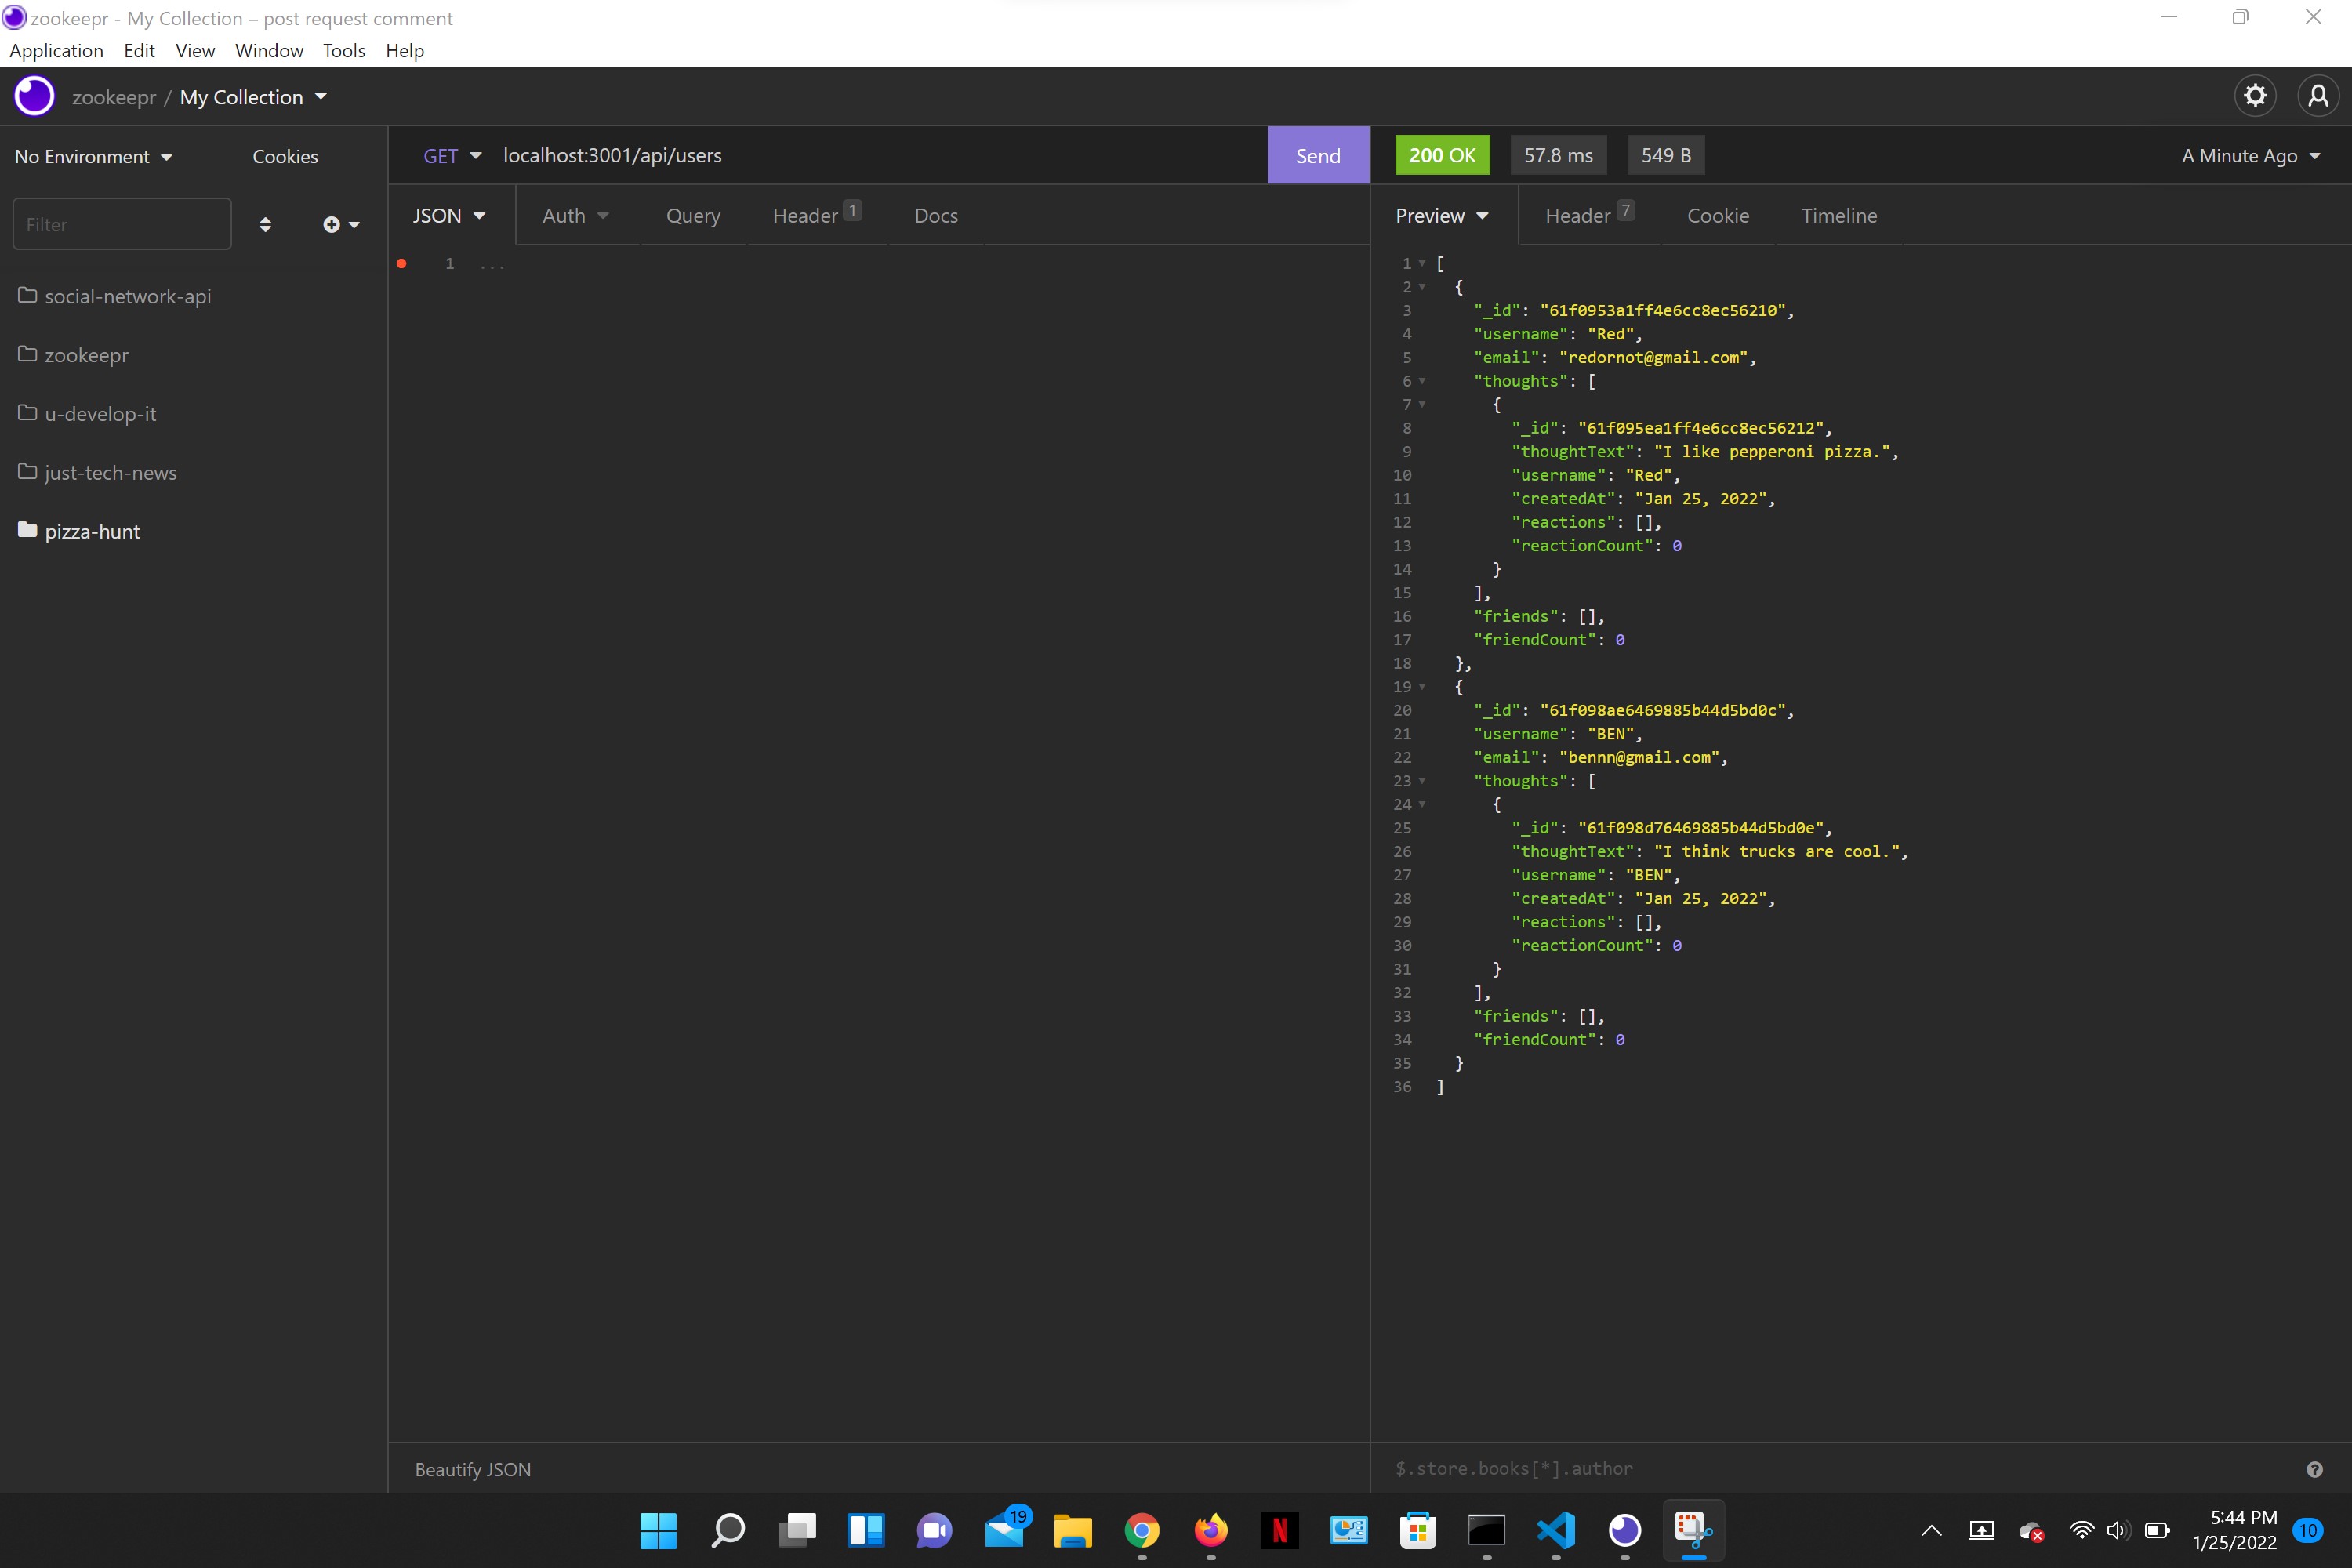 zookeepr - My Collection – post request comment
Application Edit View Window Tools Help
zookeepr / My Collection
No Environment Cookies
Filter
social-network-api
zookeepr
u-develop-it
just-tech-news
pizza-hunt
GET localhost:3001/api/users Send
JSON Auth Query Header 1 Docs
1 ...
Beautify JSON
200 OK 57.8 ms 549 B A Minute Ago
Preview Header 7 Cookie Timeline
1 [
2 {
3 "_id": "61f0953a1ff4e6cc8ec56210",
4 "username": "Red",
5 "email": "redornot@gmail.com",
6 "thoughts": [
7 {
8 "_id": "61f095ea1ff4e6cc8ec56212",
9 "thoughtText": "I like pepperoni pizza.",
10 "username": "Red",
11 "createdAt": "Jan 25, 2022",
12 "reactions": [],
13 "reactionCount": 0
14 }
15 ],
16 "friends": [],
17 "friendCount": 0
18 },
19 {
20 "_id": "61f098ae6469885b44d5bd0c",
21 "username": "BEN",
22 "email": "bennn@gmail.com",
23 "thoughts": [
24 {
25 "_id": "61f098d76469885b44d5bd0e",
26 "thoughtText": "I think trucks are cool.",
27 "username": "BEN",
28 "createdAt": "Jan 25, 2022",
29 "reactions": [],
30 "reactionCount": 0
31 }
32 ],
33 "friends": [],
34 "friendCount": 0
35 }
36 ]
$.store.books[*].author
19
N
5:44 PM
1/25/2022
10